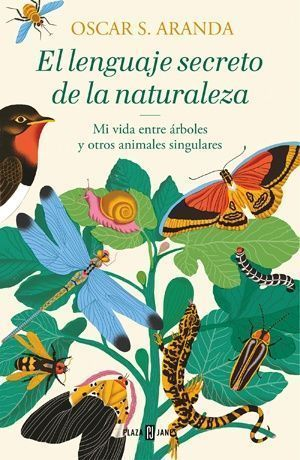 OSCAR S. ARANDA
El lenguaje secreto
de la naturaleza
Mi vida entre árboles
y otros animales singulares
PLAZA JANÉS